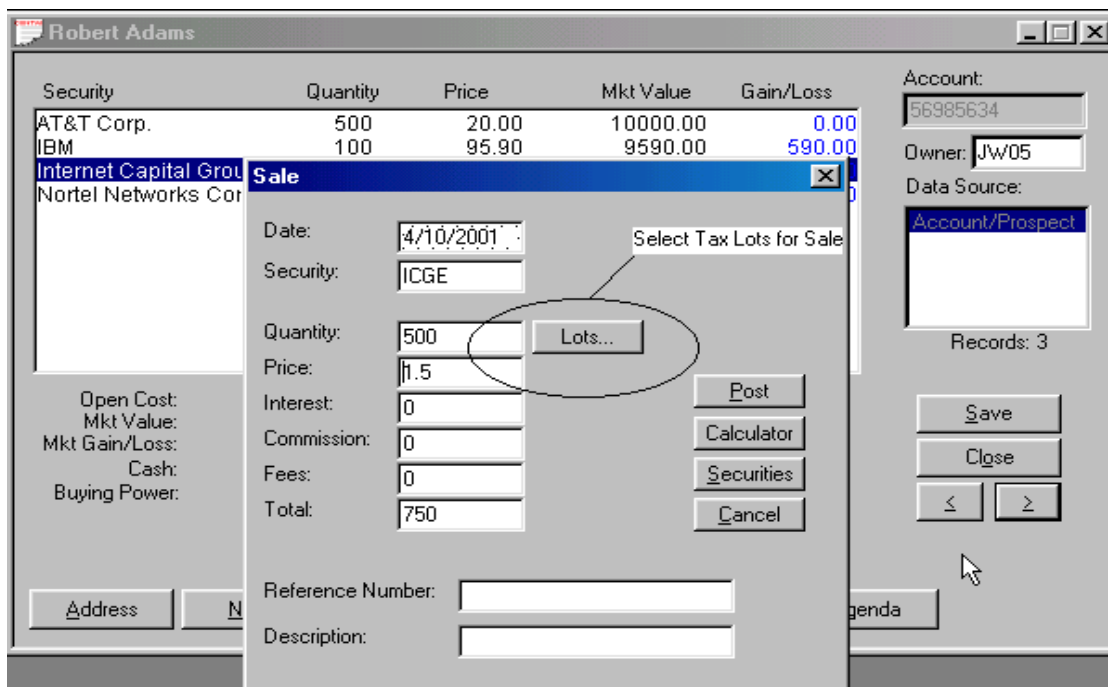 Robert Adams
Security Quantity Price Mkt Value Gain/Loss
AT&T Corp. 500 20.00 10000.00 0.00
IBM 100 95.90 9590.00 590.00
Internet Capital Grou
Nortel Networks Cor
Account:
56985634
Owner: JW05
Data Source:
Account/Prospect
Records: 3
Save
Close
< >
Open Cost:
Mkt Value:
Mkt Gain/Loss:
Cash:
Buying Power:
Address N genda
Sale
Date: 4/10/2001
Select Tax Lots for Sale
Security: ICGE
Quantity: 500 Lots...
Price: 1.5
Interest: 0
Commission: 0
Fees: 0
Total: 750
Post
Calculator
Securities
Cancel
Reference Number:
Description: